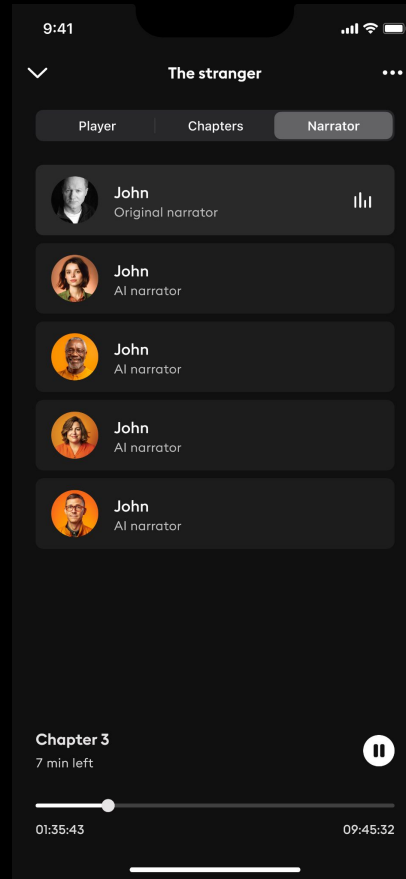 9:41
The stranger
Player Chapters Narrator
John
Original narrator
John
AI narrator
John
AI narrator
John
AI narrator
John
AI narrator
Chapter 3
7 min left
01:35:43 09:45:32